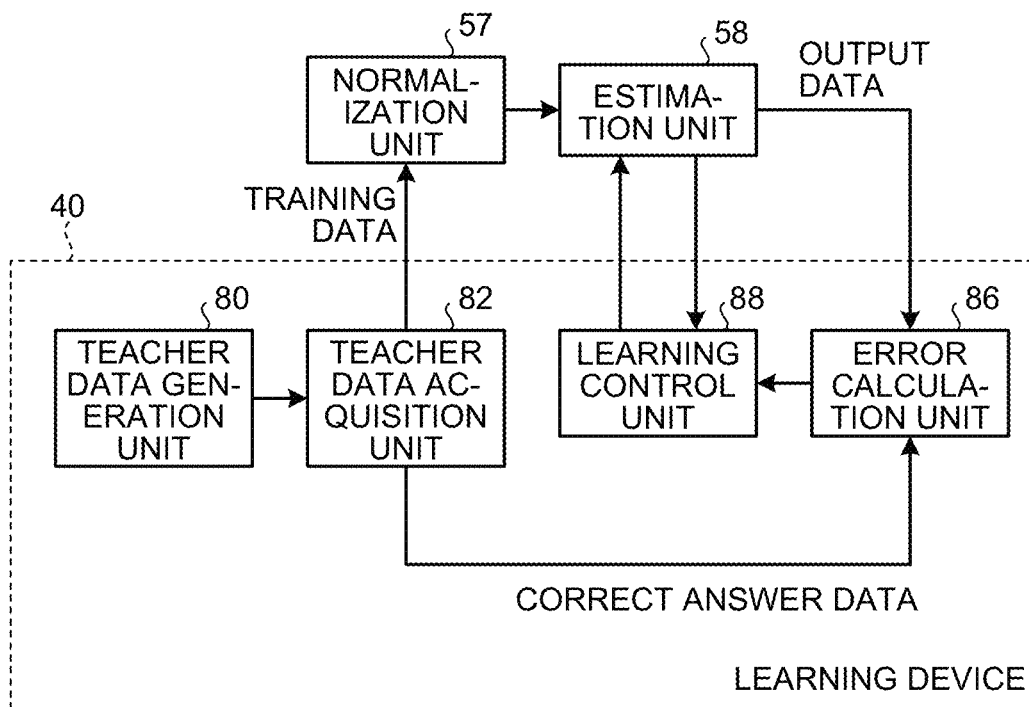 57
NORMAL-
IZATION
UNIT
58
ESTIMA-
TION UNIT
OUTPUT
DATA
TRAINING
DATA
40
80
TEACHER
DATA GEN-
ERATION
UNIT
82
TEACHER
DATA AC-
QUISITION
UNIT
88
LEARNING
CONTROL
UNIT
86
ERROR
CALCULA-
TION UNIT
CORRECT ANSWER DATA
LEARNING DEVICE